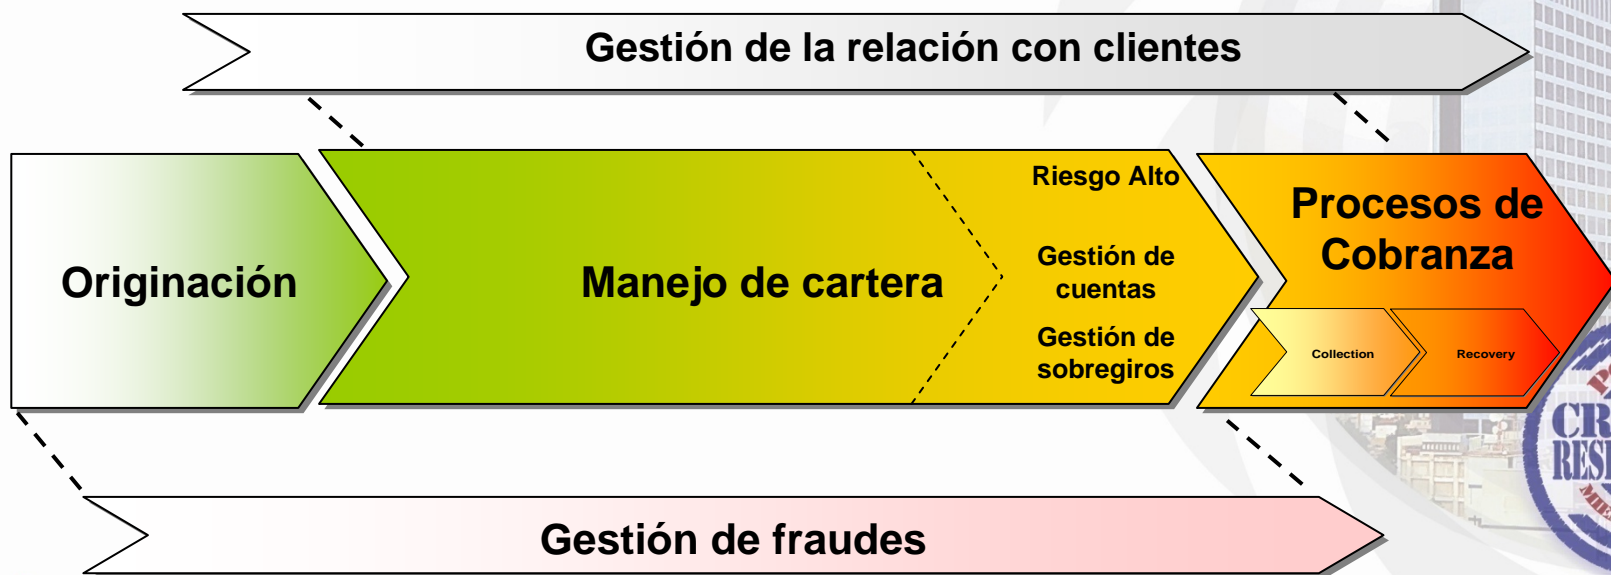 Gestión de la relación con clientes
Originación
Manejo de cartera
Riesgo Alto
Gestión de
cuentas
Gestión de
sobregiros
Procesos de
Cobranza
Collection
Recovery
Gestión de fraudes